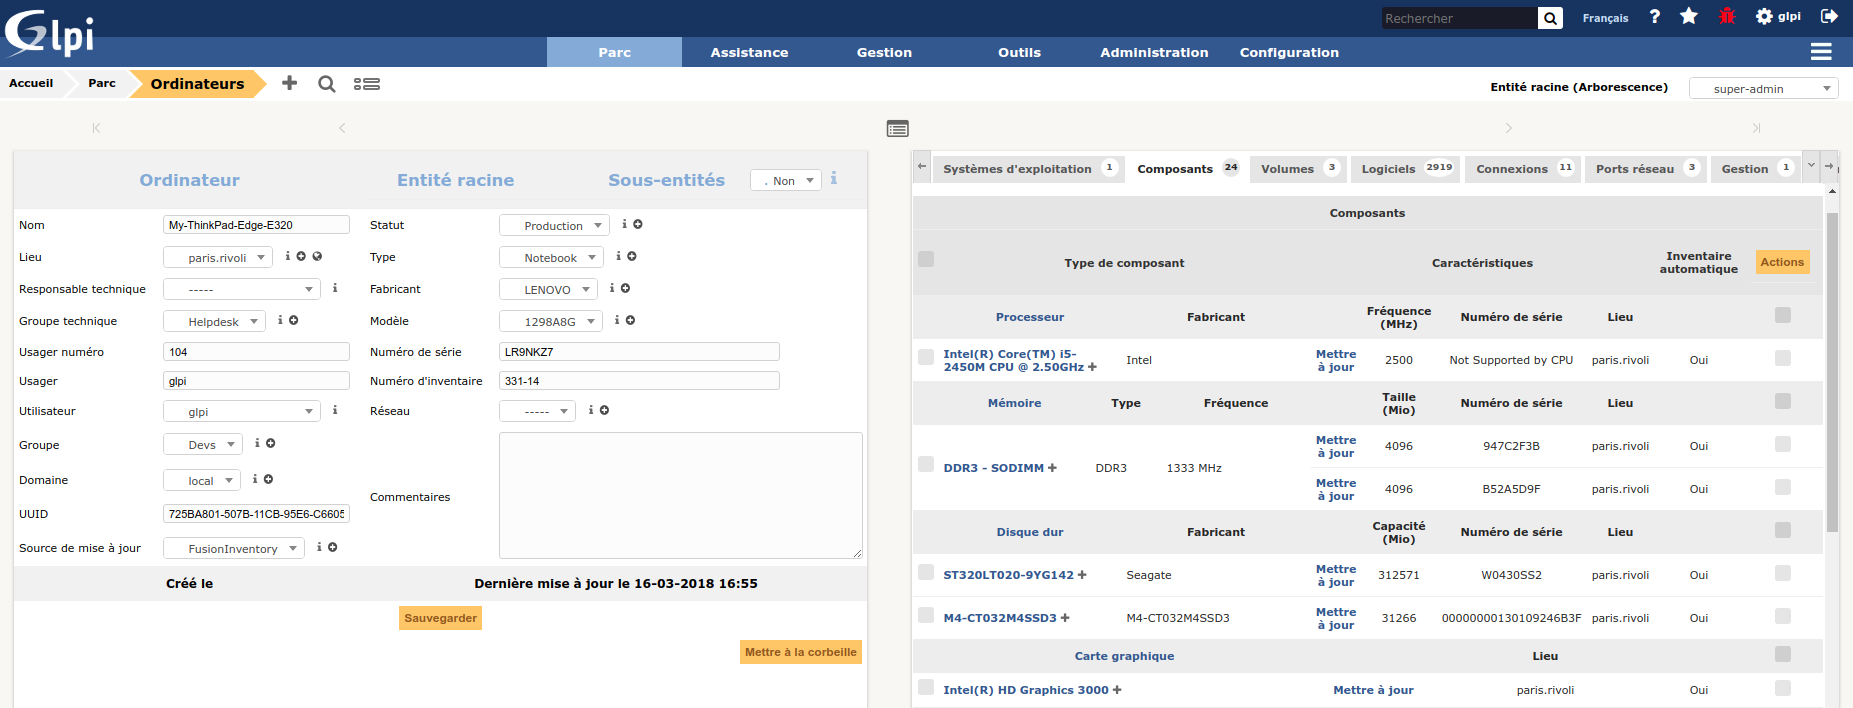 Glpi
Rechercher
Français
?
glpi
Parc
Assistance
Gestion
Outils
Administration
Configuration
Accueil
Parc
Ordinateurs
Entité racine (Arborescence)
super-admin
Ordinateur
Entité racine
Sous-entités
. Non
Nom
My-ThinkPad-Edge-E320
Statut
Production
Lieu
paris.rivoli
Type
Notebook
Responsable technique
-----
Fabricant
LENOVO
Groupe technique
Helpdesk
Modèle
1298A8G
Usager numéro
104
Numéro de série
LR9NKZ7
Usager
glpi
Numéro d'inventaire
331-14
Utilisateur
glpi
Réseau
-----
Groupe
Devs
Domaine
local
Commentaires
UUID
725BA801-507B-11CB-95E6-C6605
Source de mise à jour
FusionInventory
Créé le
Dernière mise à jour le 16-03-2018 16:55
Sauvegarder
Mettre à la corbeille
Systèmes d'exploitation 1
Composants 24
Volumes 3
Logiciels 2919
Connexions 11
Ports réseau 3
Gestion 1
Composants
Type de composant
Caractéristiques
Inventaire
automatique
Actions
Processeur
Fabricant
Fréquence
(MHz)
Numéro de série
Lieu
Intel(R) Core(TM) i5-
2450M CPU @ 2.50GHz
Intel
Mettre
à jour
2500
Not Supported by CPU
paris.rivoli
Oui
Mémoire
Type
Fréquence
Taille
(Mio)
Numéro de série
Lieu
DDR3 - SODIMM
DDR3
1333 MHz
Mettre
à jour
4096
947C2F3B
paris.rivoli
Oui
Mettre
à jour
4096
B52A5D9F
paris.rivoli
Oui
Disque dur
Fabricant
Capacité
(Mio)
Numéro de série
Lieu
ST320LT020-9YG142
Seagate
Mettre
à jour
312571
W0430SS2
paris.rivoli
Oui
M4-CT032M4SSD3
M4-CT032M4SSD3
Mettre
à jour
31266
00000000130109246B3F
paris.rivoli
Oui
Carte graphique
Lieu
Intel(R) HD Graphics 3000
Mettre à jour
paris.rivoli
Oui